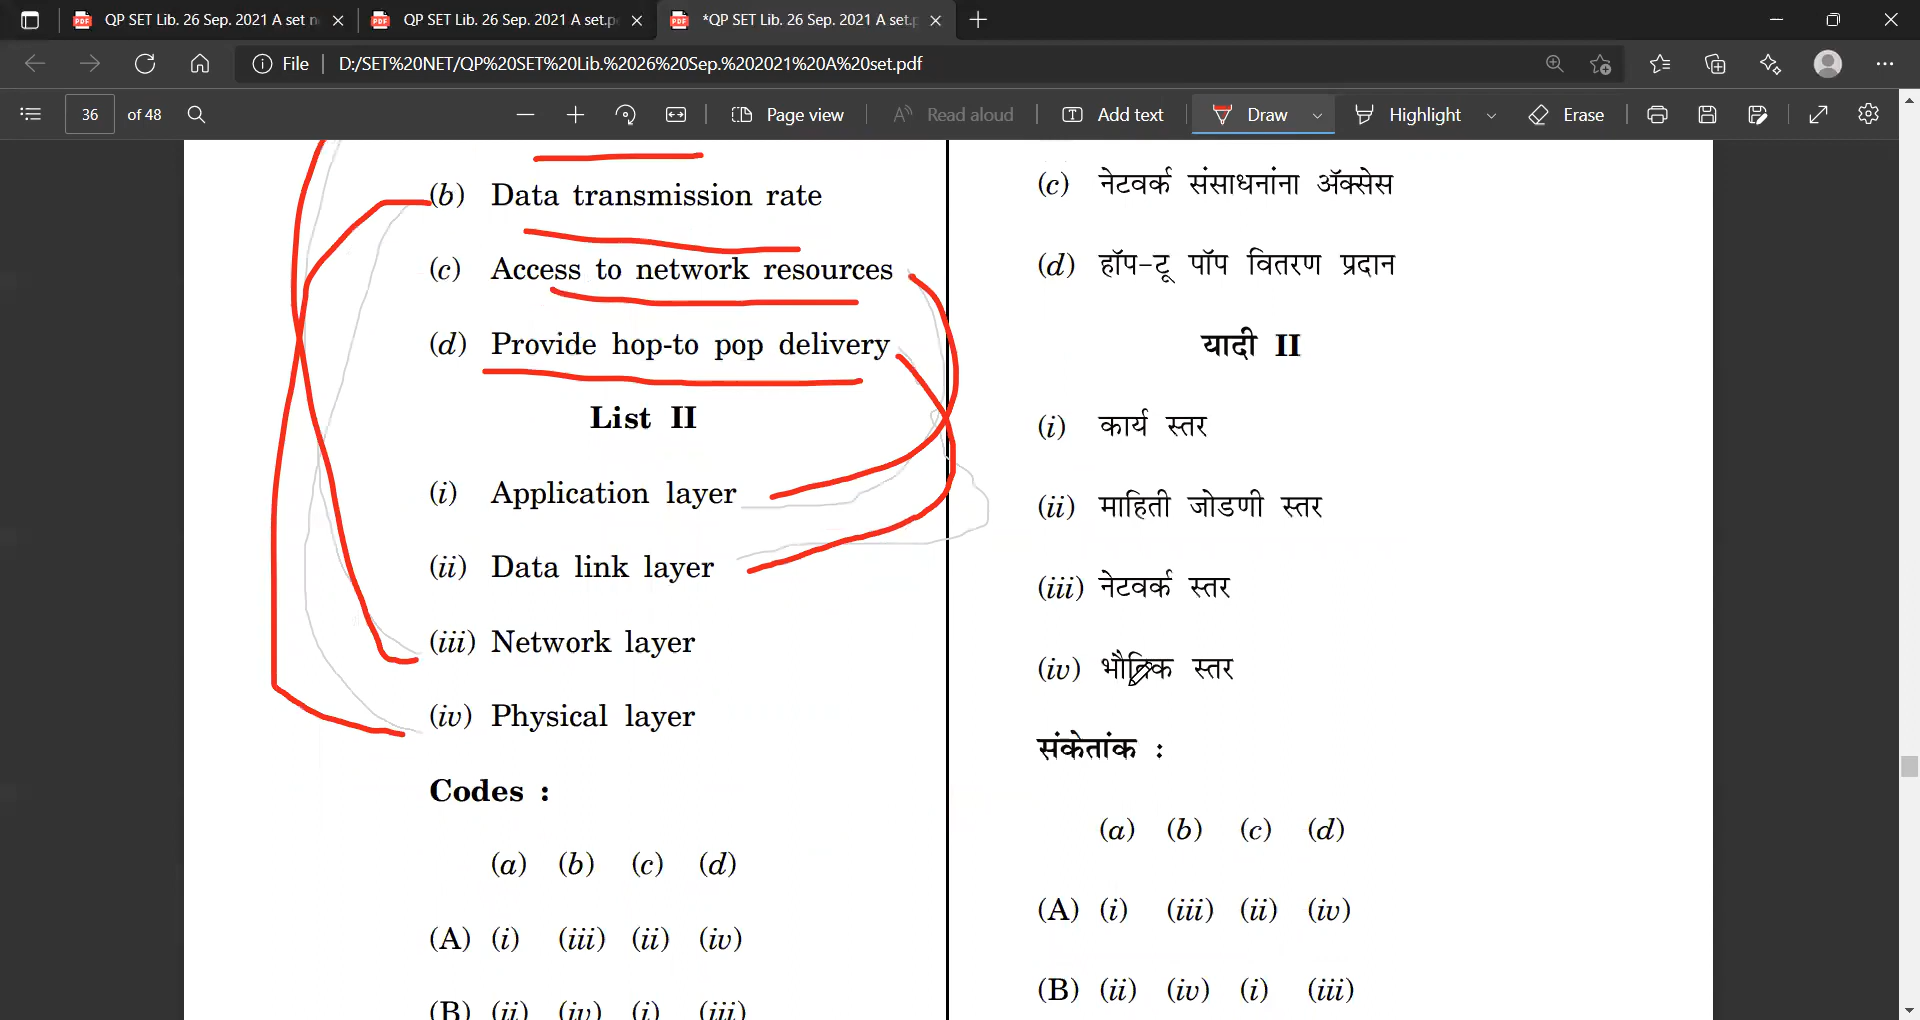 QP SET Lib. 26 Sep. 2021 A set n
QP SET Lib. 26 Sep. 2021 A set.p
*QP SET Lib. 26 Sep. 2021 A set.p
File
D:/SET%20NET/QP%20SET%20Lib.%2026%20Sep.%202021%20A%20set.pdf
36 of 48
Page view
Read aloud
Add text
Draw
Highlight
Erase
(b) Data transmission rate
(c) Access to network resources
(d) Provide hop-to pop delivery
List II
(i) Application layer
(ii) Data link layer
(iii) Network layer
(iv) Physical layer
Codes :
(a) (b) (c) (d)
(A) (i) (iii) (ii) (iv)
(B) (ii) (iv) (i) (iii)
(c) नेटवर्क संसाधनांना ॲक्सेस
(d) हॉप-टू पॉप वितरण प्रदान
यादी II
(i) कार्य स्तर
(ii) माहिती जोडणी स्तर
(iii) नेटवर्क स्तर
(iv) भौतिक स्तर
संकेतांक :
(a) (b) (c) (d)
(A) (i) (iii) (ii) (iv)
(B) (ii) (iv) (i) (iii)